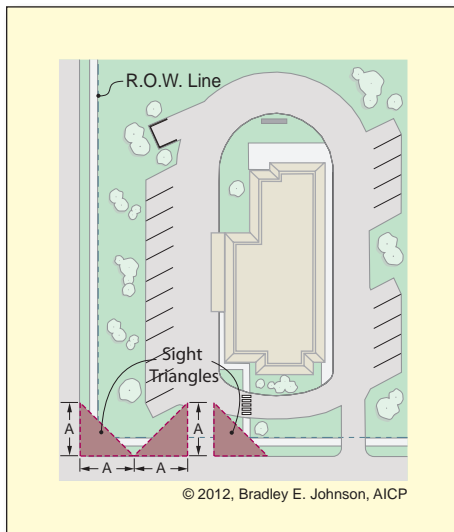 R.O.W. Line
Sight
Triangles
A
A
A A
© 2012, Bradley E. Johnson, AICP